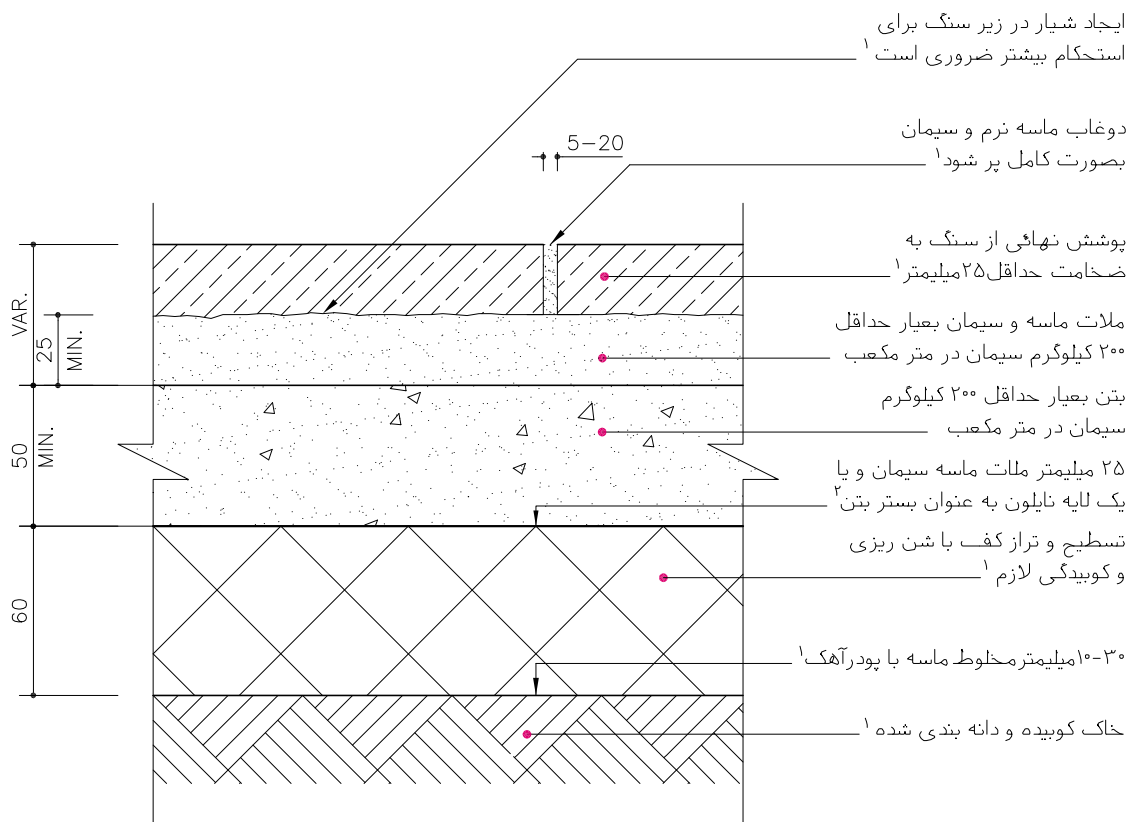 ایجاد شیار در زیر سنگ برای
استحکام بیشتر ضروری است ۱
دوغاب ماسه نرم و سیمان
بصورت کامل پر شود۱
5-20
پوشش نهائی از سنگ به
ضخامت حداقل۲۵میلیمتر۱
ملات ماسه و سیمان بعیار حداقل
۲۰۰ کیلوگرم سیمان در متر مکعب
بتن بعیار حداقل ۲۰۰ کیلوگرم
سیمان در متر مکعب
۲۵ میلیمتر ملات ماسه سیمان و یا
یک لایه نایلون به عنوان بستر بتن۲
تسطیح و تراز کف با شن ریزی
و کوبیدگی لازم ۱
۱۰-۳۰میلیمترمخلوط ماسه با پودرآهک۱
خاک کوبیده و دانه بندی شده ۱
VAR.
25
MIN.
50
MIN.
60